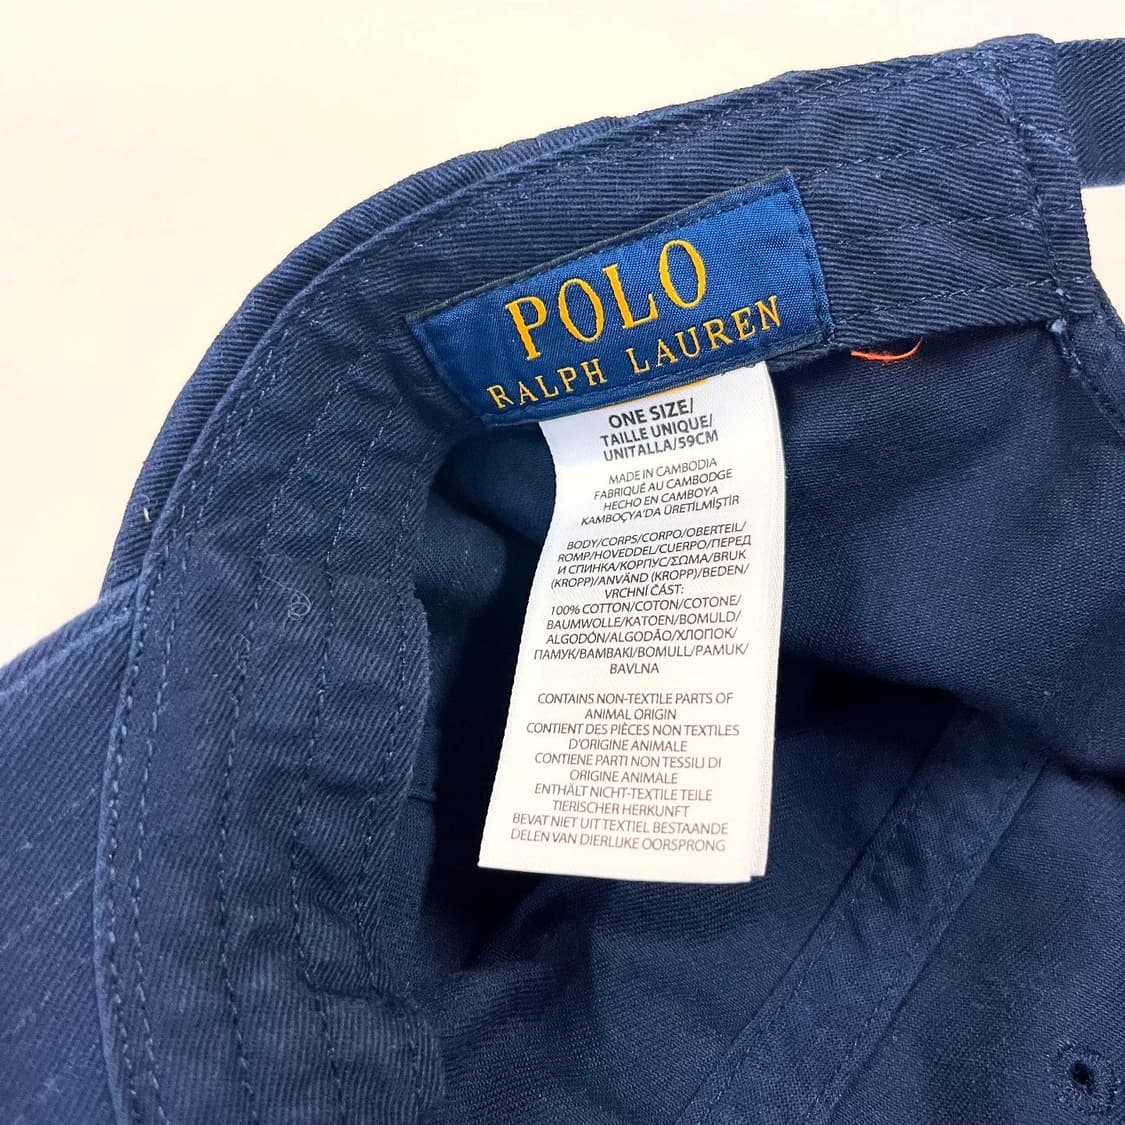 POLO
RALPH LAUREN
ONE SIZE/
TAILLE UNIQUE/
UNITALLA/59CM
MADE IN CAMBODIA
FABRIQUÉ AU CAMBODGE
HECHO EN CAMBOYA
KAMBOÇYA'DA ÜRETİLMİŞTİR
BODY/CORPS/CORPO/OBERTEIL/
ROMP/HOVEDDEL/CUERPO/ПЕРЕД
И СПИНКА/КОРПУС/ΣΩΜΑ/BRUK
(KROPP)/ANVÄND (KROPP)/BEDEN/
VRCHNÍ ČÁST:
100% COTTON/COTON/COTONE/
BAUMWOLLE/KATOEN/BOMULD/
ALGODÓN/ALGODÃO/ХЛОПОК/
ПАМУК/ΒΑΜΒΑΚΙ/BOMULL/PAMUK/
BAVLNA
CONTAINS NON-TEXTILE PARTS OF
ANIMAL ORIGIN
CONTIENT DES PIÈCES NON TEXTILES
D'ORIGINE ANIMALE
CONTIENE PARTI NON TESSILI DI
ORIGINE ANIMALE
ENTHÄLT NICHT-TEXTILE TEILE
TIERISCHER HERKUNFT
BEVAT NIET UIT TEXTIEL BESTAANDE
DELEN VAN DIERLIJKE OORSPRONG